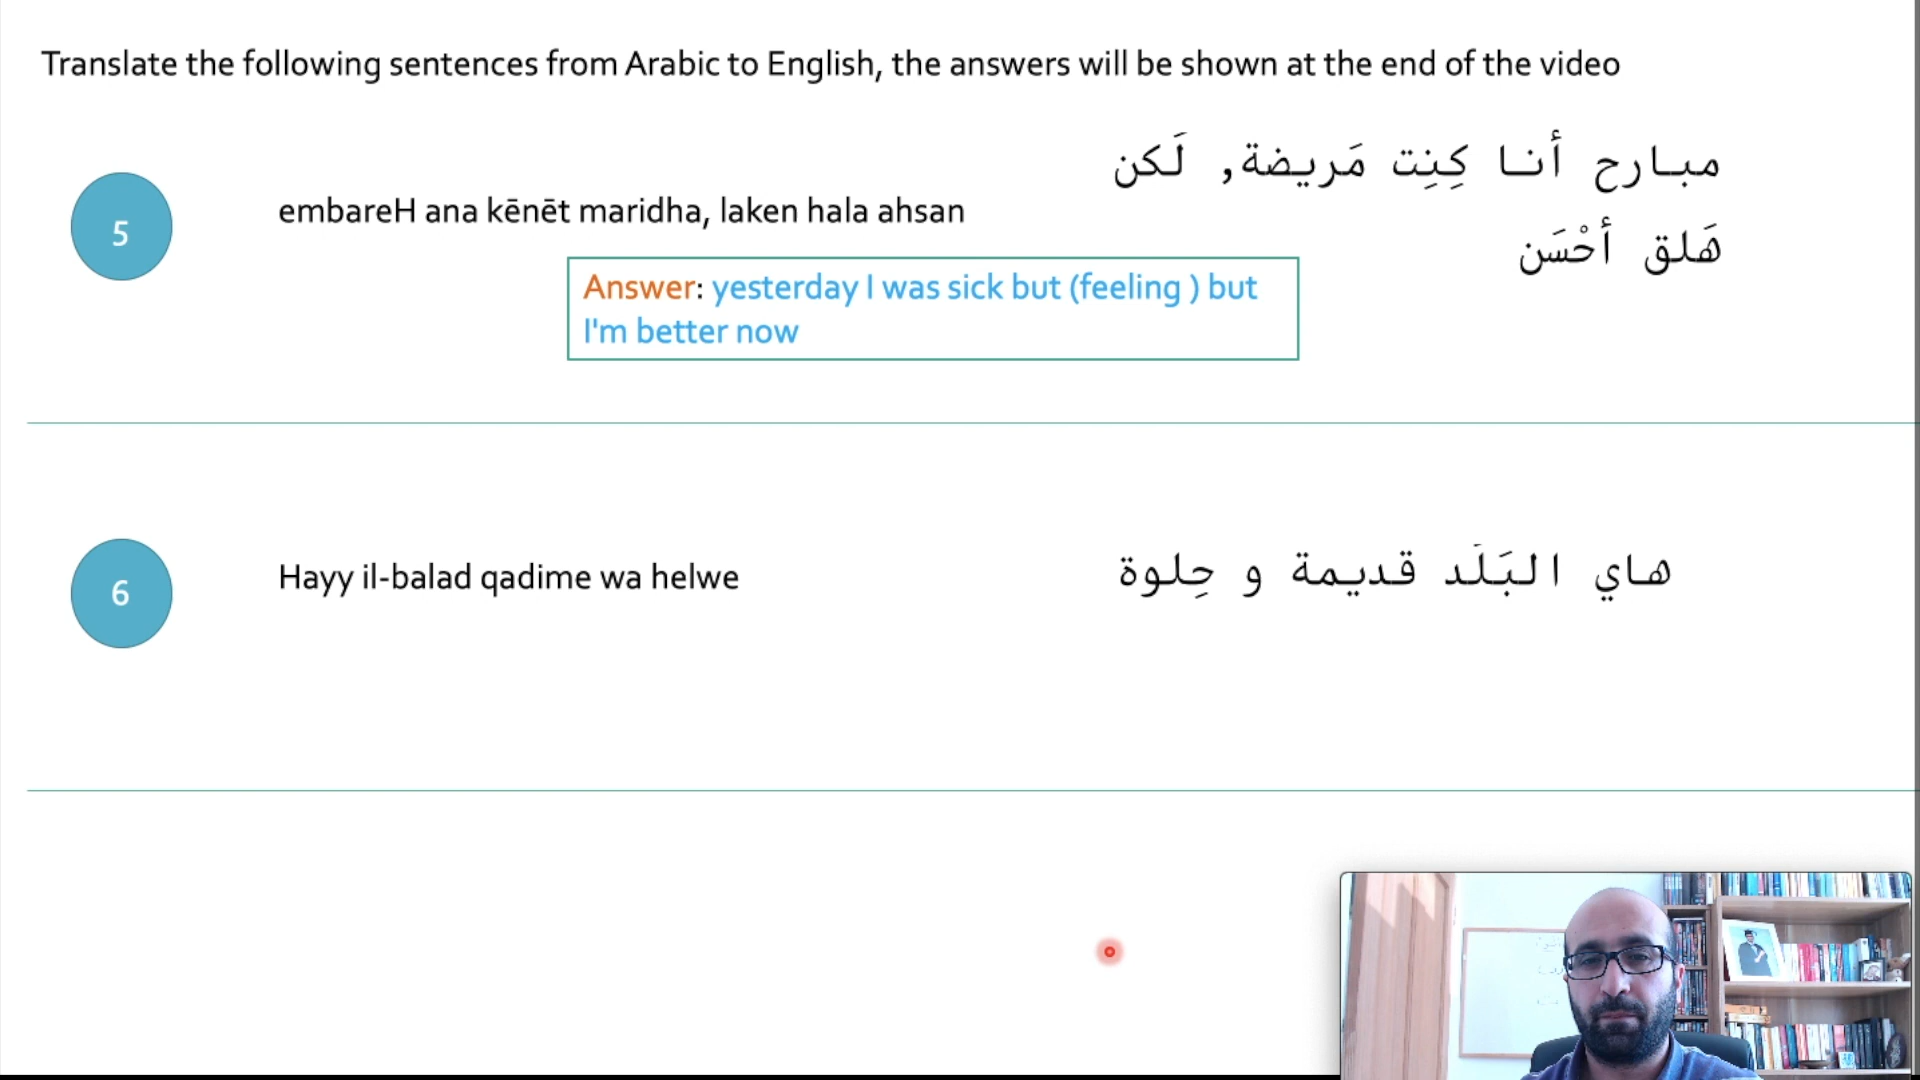 Translate the following sentences from Arabic to English, the answers will be shown at the end of the video
5
embareH ana kēnēt maridha, laken hala ahsan
مبارح أنا كِنِت مَريضة, لَكن
هَلق أحْسَن
Answer: yesterday I was sick but (feeling ) but
I'm better now
6
Hayy il-balad qadime wa helwe
هاي البَلَد قديمة و حِلوة